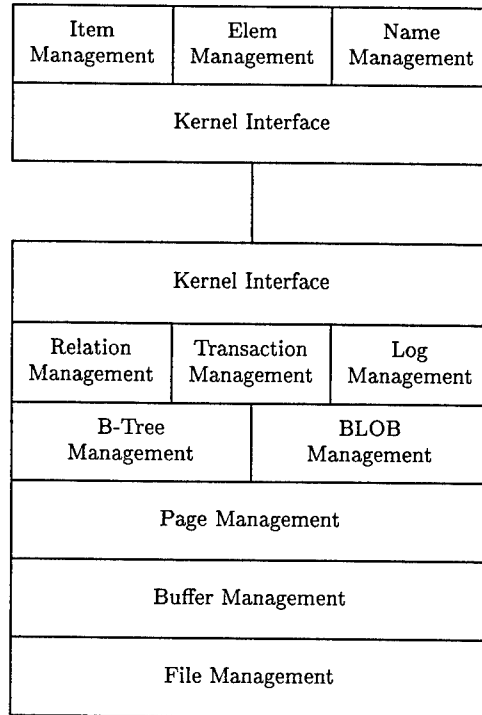 Item Elem Name
Management Management Management
Kernel Interface
Kernel Interface
Relation Transaction Log
Management Management Management
B-Tree BLOB
Management Management
Page Management
Buffer Management
File Management